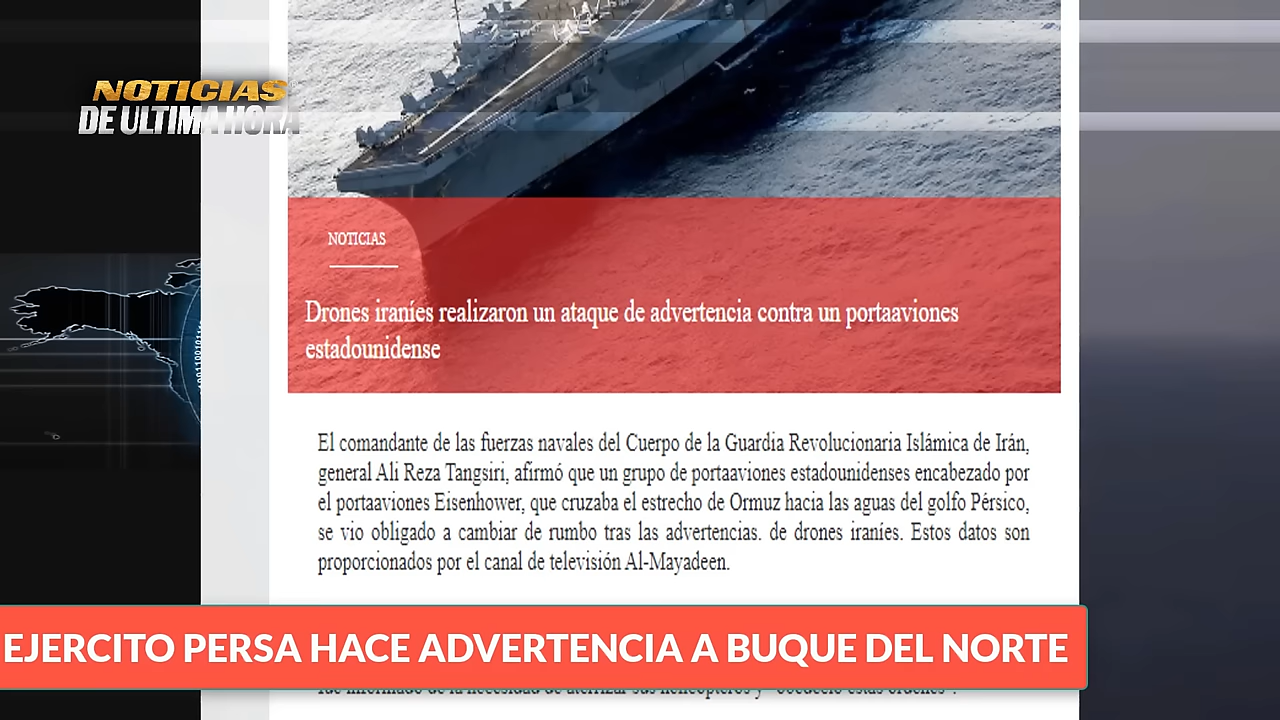 NOTICIAS
DE ULTIMA HORA
NOTICIAS
Drones iraníes realizaron un ataque de advertencia contra un portaaviones
estadounidense
El comandante de las fuerzas navales del Cuerpo de la Guardia Revolucionaria Islámica de Irán,
general Ali Reza Tangsiri, afirmó que un grupo de portaaviones estadounidenses encabezado por
el portaaviones Eisenhower, que cruzaba el estrecho de Ormuz hacia las aguas del golfo Pérsico,
se vio obligado a cambiar de rumbo tras las advertencias. de drones iraníes. Estos datos son
proporcionados por el canal de televisión Al-Mayadeen.
EJERCITO PERSA HACE ADVERTENCIA A BUQUE DEL NORTE